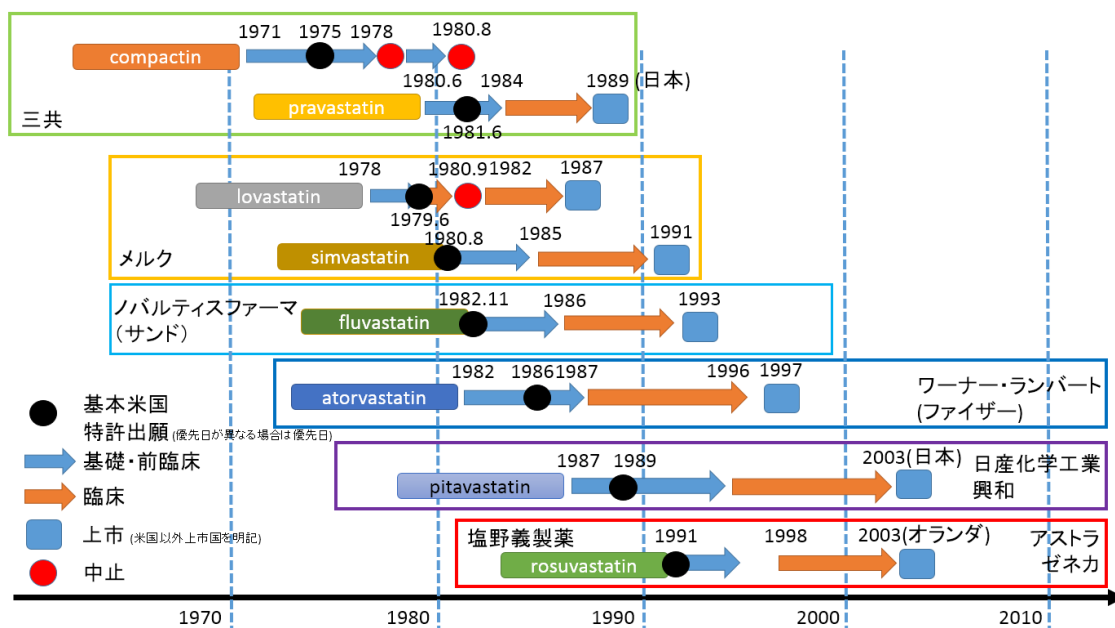 1971
1975
1978
1980.8
compactin
1980.6
1984
1989 (日本)
pravastatin
1981.6
三共
1978
1980.9
1982
1987
lovastatin
1979.6
1980.8
1985
1991
simvastatin
メルク
ノバルティスファーマ
(サンド)
1982.11
1986
1993
fluvastatin
1982
1986
1987
1996
1997
atorvastatin
ワーナー・ランバート
(ファイザー)
基本米国
特許出願 (優先日が異なる場合は優先日)
基礎・前臨床
臨床
上市 (米国以外上市国を明記)
中止
1987
1989
2003(日本)
pitavastatin
日産化学工業
興和
塩野義製薬
1991
1998
2003(オランダ)
rosuvastatin
アストラ
ゼネカ
1970
1980
1990
2000
2010